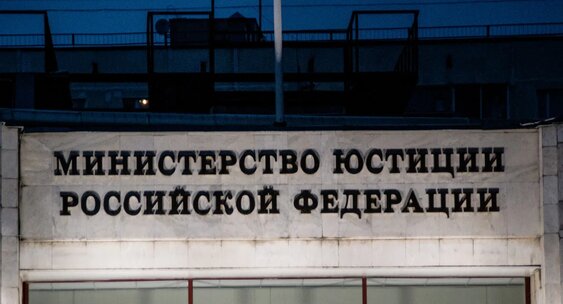 МИНИСТЕРСТВО ЮСТИЦИИ
РОССИЙСКОЙ ФЕДЕРАЦИИ